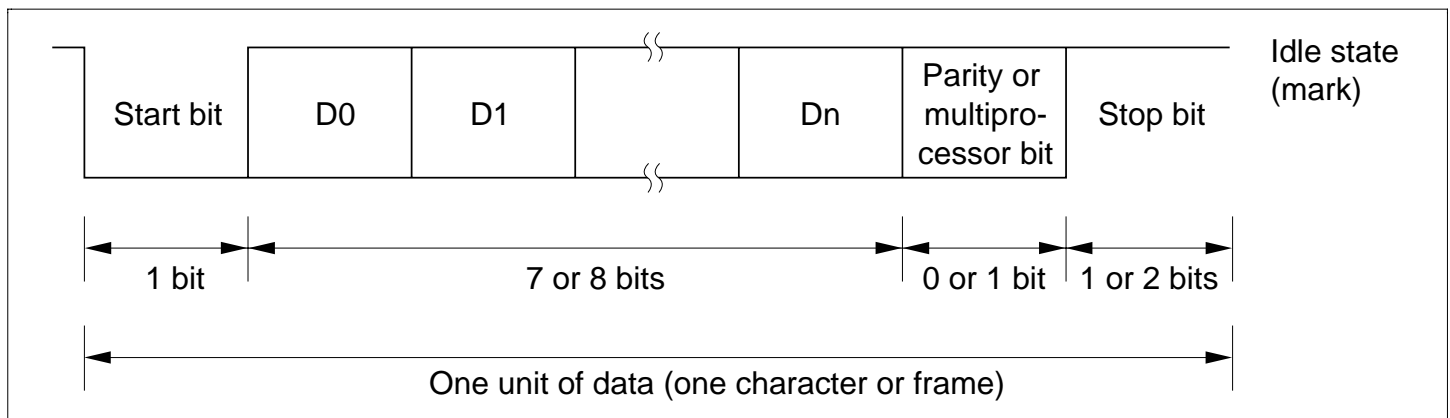 Start bit
D0
D1
Dn
Parity or
multipro-
cessor bit
Stop bit
Idle state
(mark)
1 bit
7 or 8 bits
0 or 1 bit
1 or 2 bits
One unit of data (one character or frame)